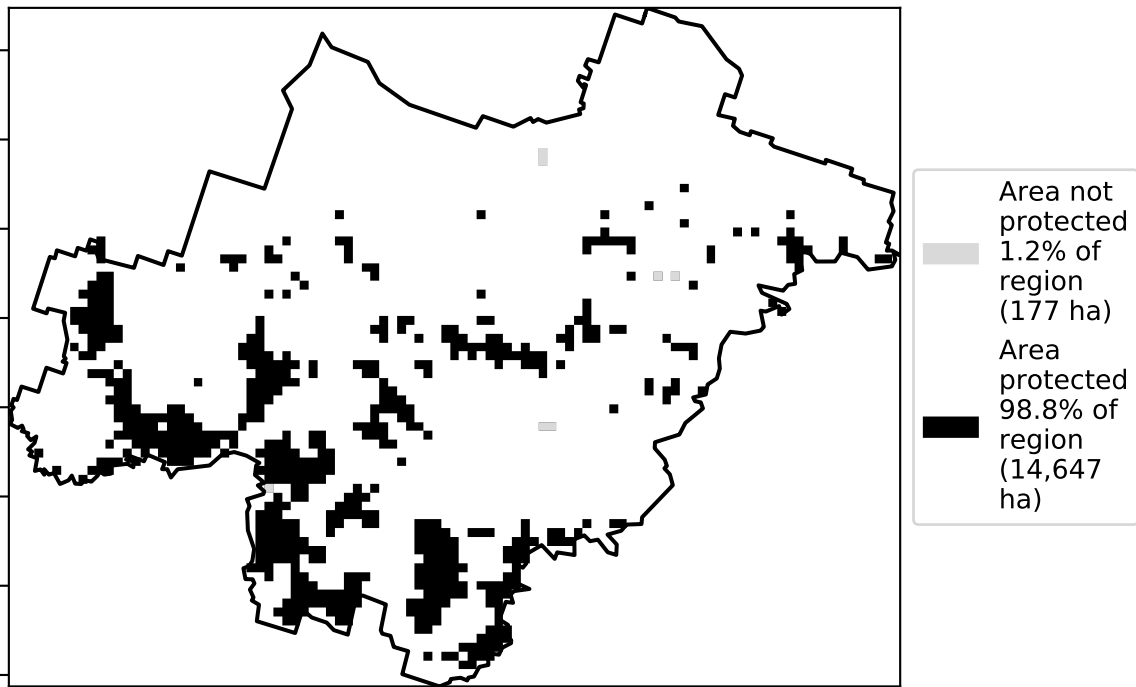 Area not
protected
1.2% of
region
(177 ha)
Area
protected
98.8% of
region
(14,647
ha)